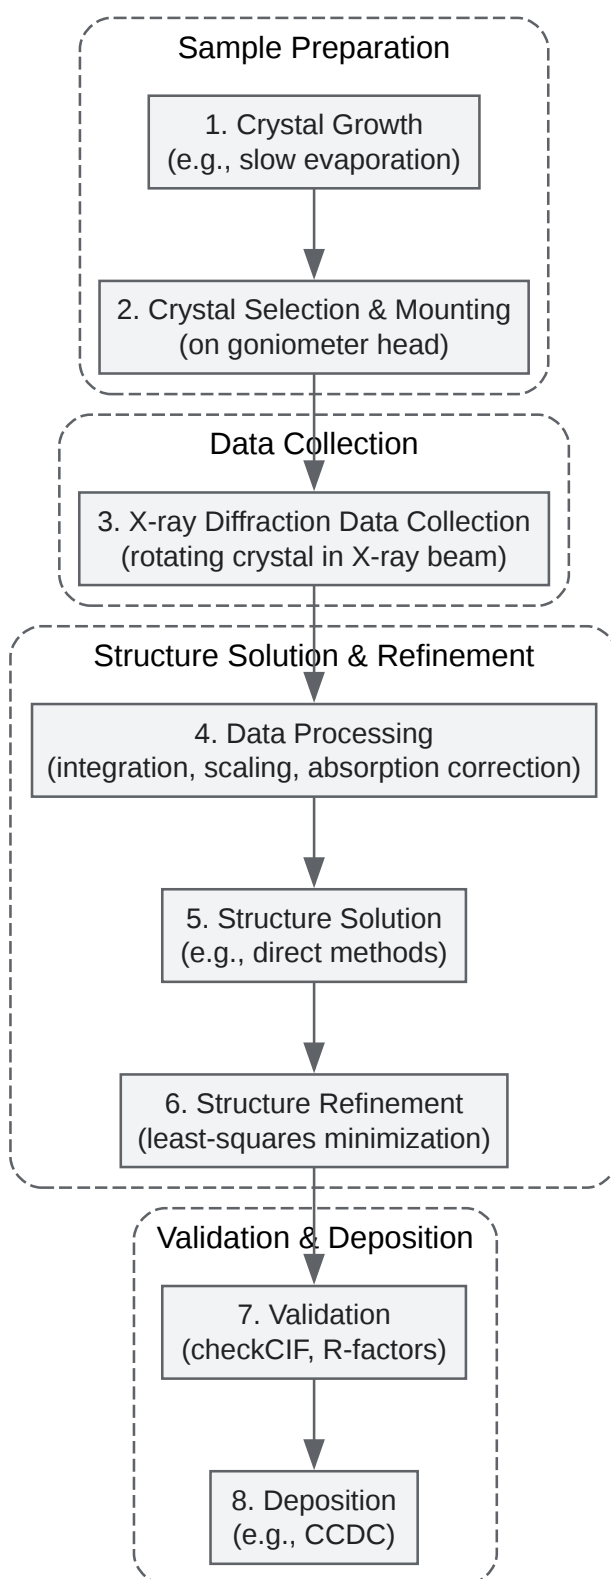 Sample Preparation
1. Crystal Growth
(e.g., slow evaporation)
2. Crystal Selection & Mounting
(on goniometer head)
Data Collection
3. X-ray Diffraction Data Collection
(rotating crystal in X-ray beam)
Structure Solution & Refinement
4. Data Processing
(integration, scaling, absorption correction)
5. Structure Solution
(e.g., direct methods)
6. Structure Refinement
(least-squares minimization)
Validation & Deposition
7. Validation
(checkCIF, R-factors)
8. Deposition
(e.g., CCDC)